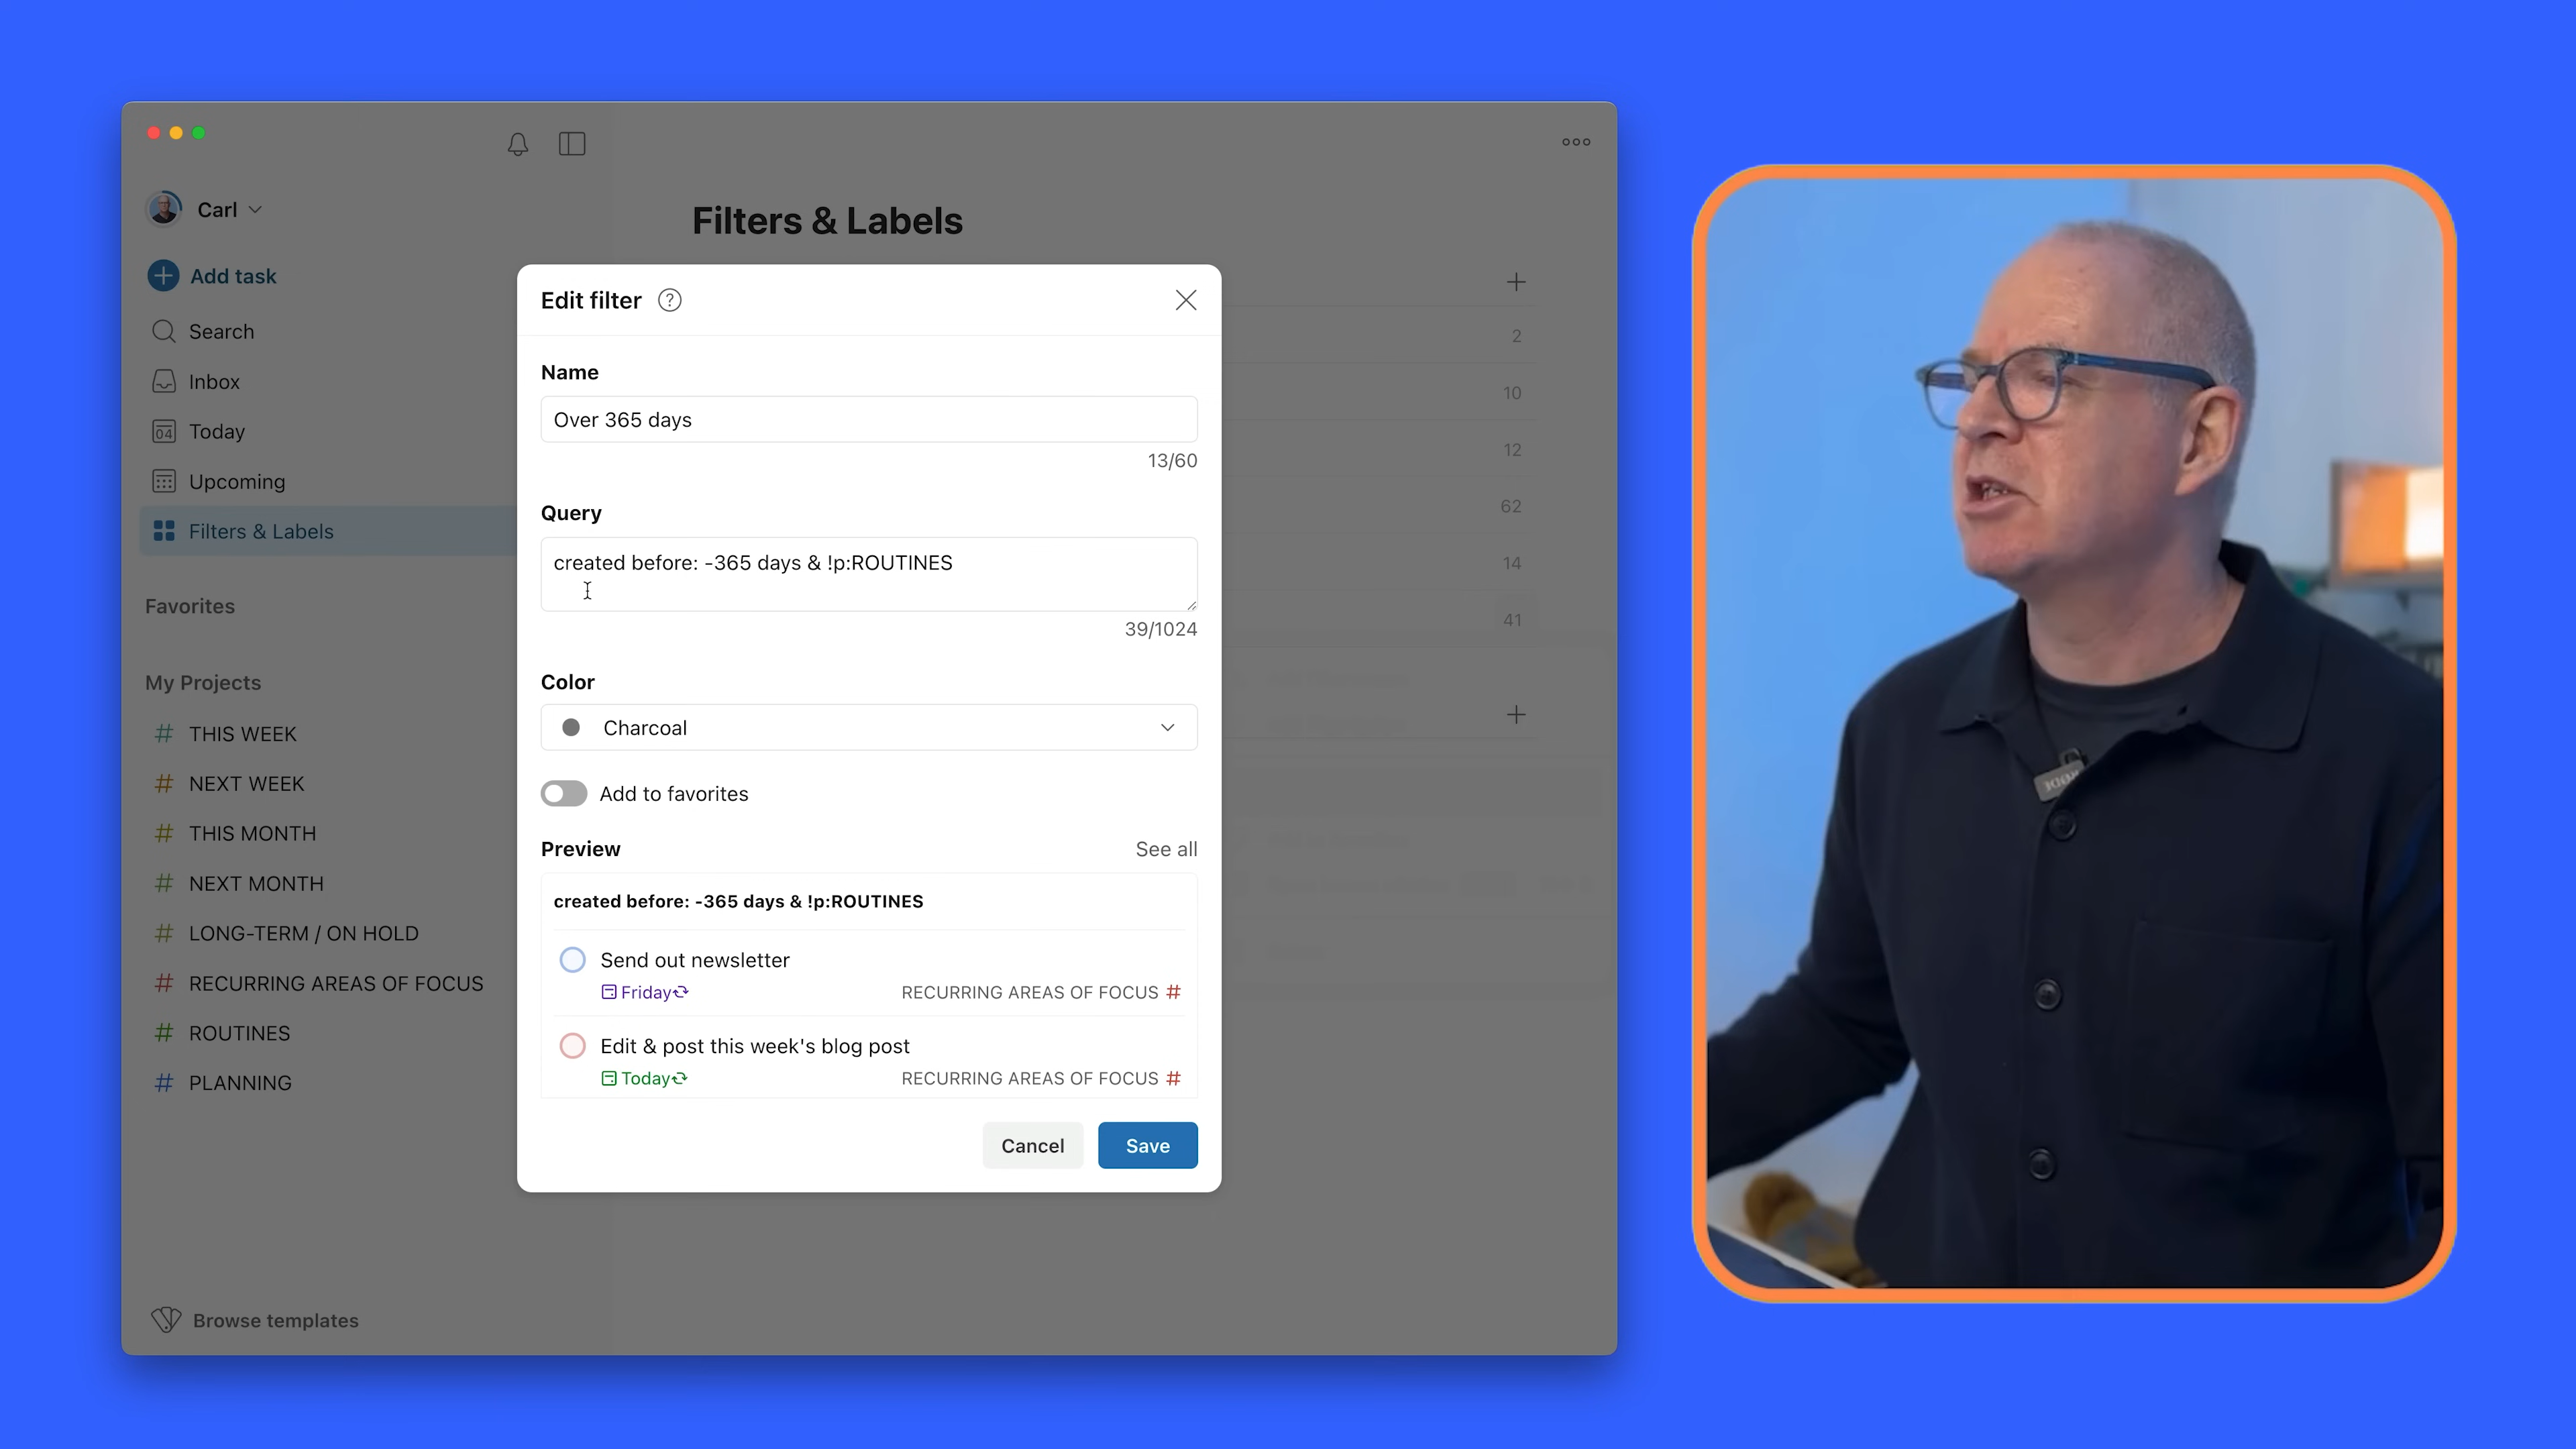 Carl
Add task
Search
Inbox
04
Today
Upcoming
Filters & Labels
Favorites
My Projects
# THIS WEEK
# NEXT WEEK
# THIS MONTH
# NEXT MONTH
# LONG-TERM / ON HOLD
# RECURRING AREAS OF FOCUS
# ROUTINES
# PLANNING
Browse templates
Filters & Labels
2
10
12
62
14
41
Edit filter ?
Name
Over 365 days
13/60
Query
created before: -365 days & !p:ROUTINES
39/1024
Color
Charcoal
Add to favorites
Preview See all
created before: -365 days & !p:ROUTINES
Send out newsletter
Friday RECURRING AREAS OF FOCUS #
Edit & post this week's blog post
Today RECURRING AREAS OF FOCUS #
Cancel Save
RODE